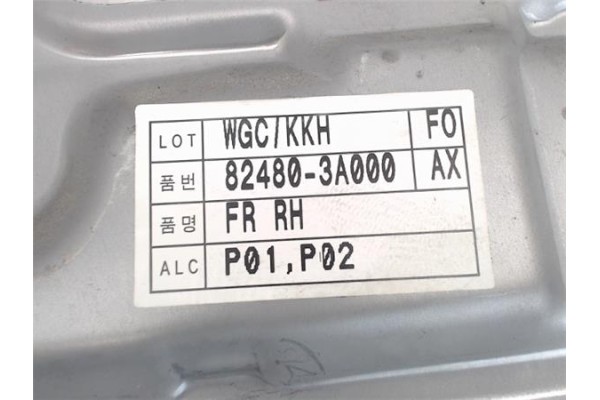 LOT WGC/KKH FO
품번 82480-3A000 AX
품명 FR RH
ALC P01,P02